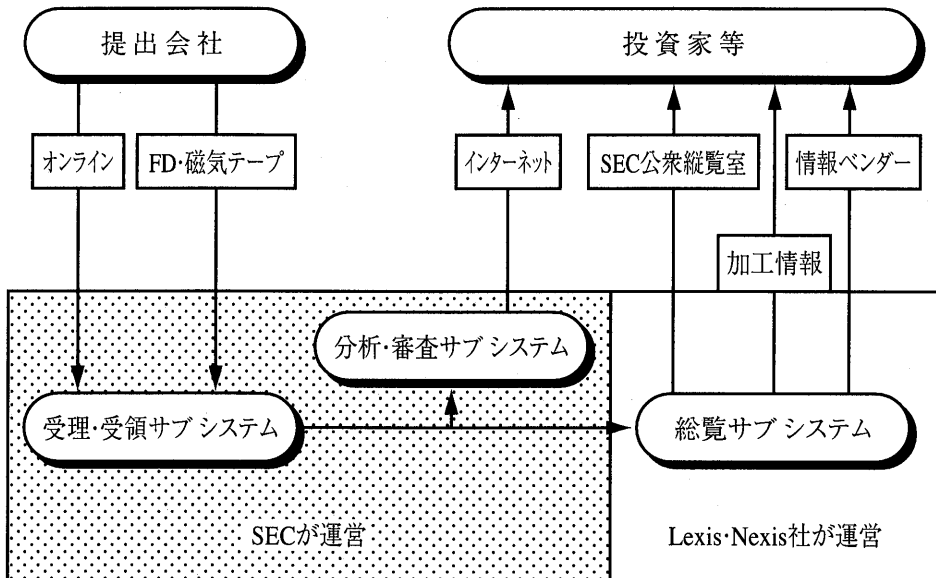 提出会社
投資家等
オンライン
FD・磁気テープ
インターネット
SEC公衆縦覧室
情報ベンダー
加工情報
分析・審査サブシステム
受理・受領サブシステム
総覧サブシステム
SECが運営
Lexis・Nexis社が運営